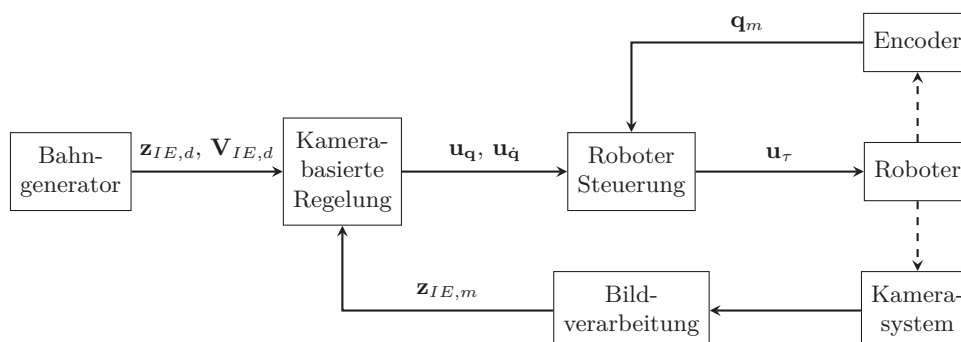 q_m
Encoder
Bahn-
generator
z_{IE,d}, V_{IE,d}
Kamera-
basierte
Regelung
u_q, u_q̇
Roboter
Steuerung
u_τ
Roboter
z_{IE,m}
Bild-
verarbeitung
Kamera-
system